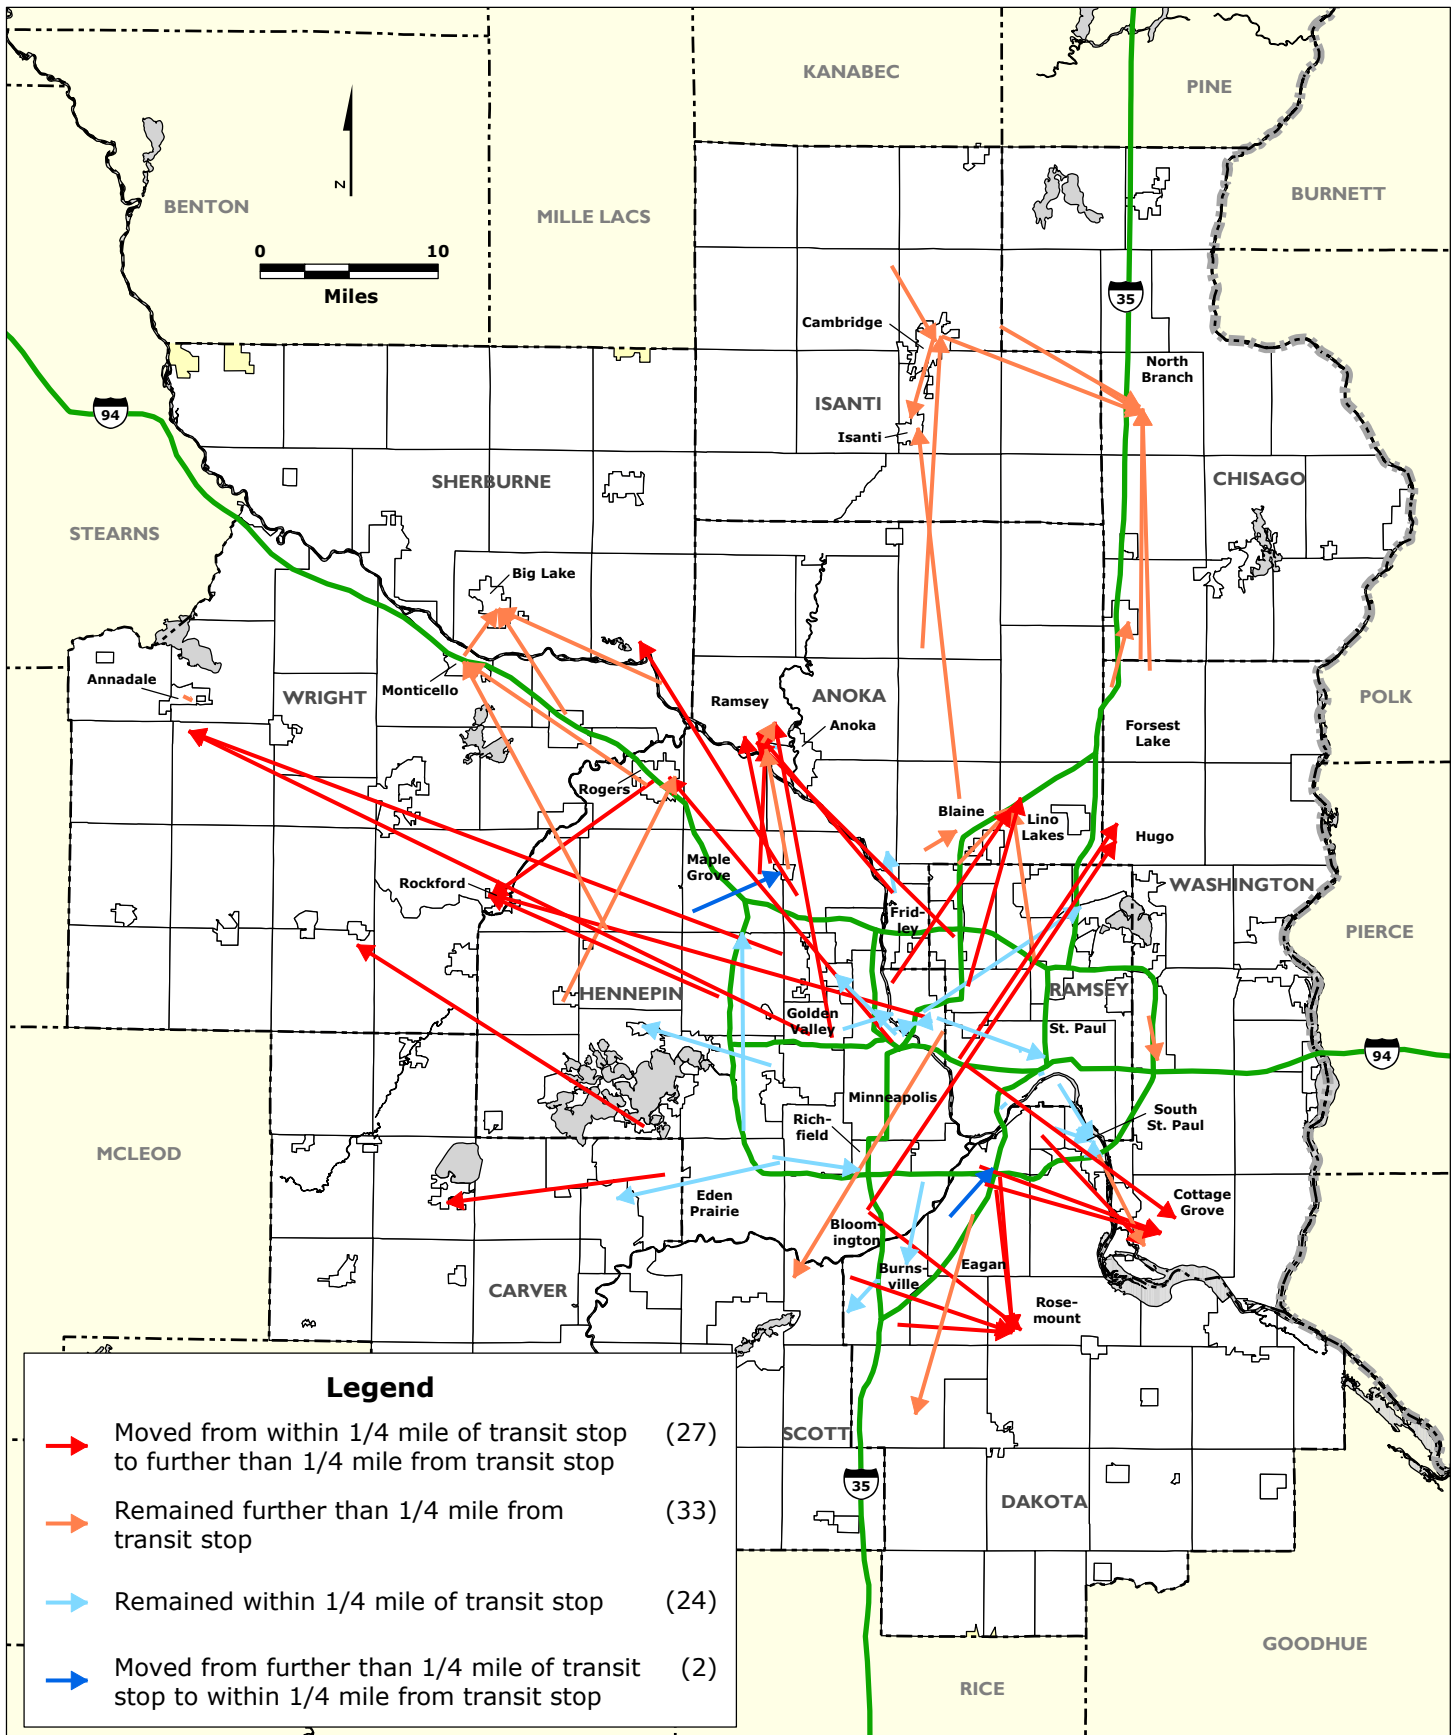 KANABEC
PINE
BENTON
MILLE LACS
BURNETT
N
0 10
Miles
35
Cambridge
North
Branch
94
ISANTI
Isanti
SHERBURNE
CHISAGO
STEARNS
Big Lake
Annadale
Monticello
WRIGHT
Ramsey
ANOKA
Anoka
POLK
Forsest
Lake
Rogers
Blaine
Lino
Lakes
Hugo
Maple
Grove
Rockford
WASHINGTON
Frid-
ley
PIERCE
HENNEPIN
RAMSEY
Golden
Valley
St. Paul
94
Minneapolis
Rich-
field
South
St. Paul
MCLEOD
Eden
Prairie
Cottage
Grove
Bloom-
ington
Burns-
ville
Eagan
CARVER
Rose-
mount
SCOTT
35
DAKOTA
GOODHUE
RICE
Legend
Moved from within 1/4 mile of transit stop (27)
to further than 1/4 mile from transit stop
Remained further than 1/4 mile from (33)
transit stop
Remained within 1/4 mile of transit stop (24)
Moved from further than 1/4 mile of transit (2)
stop to within 1/4 mile from transit stop